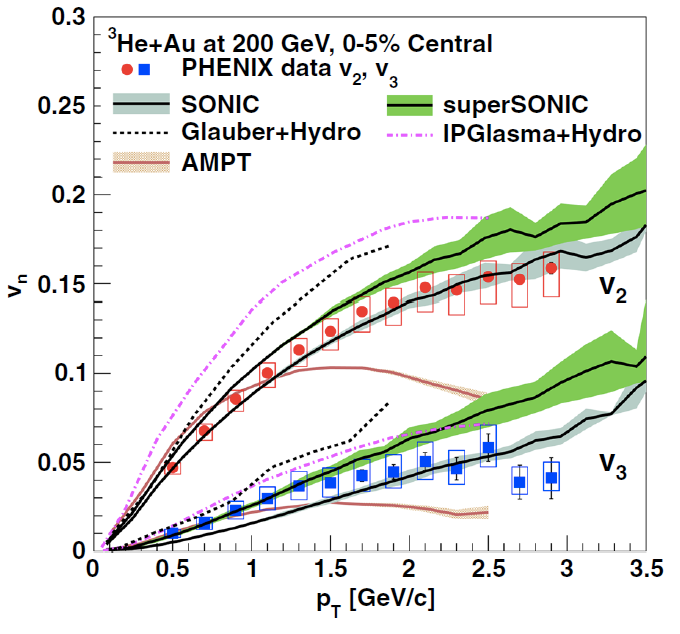 ³He+Au at 200 GeV, 0-5% Central
PHENIX data v₂, v₃
SONIC superSONIC
Glauber+Hydro IPGlasma+Hydro
AMPT
v₂
v₃
vₙ
0.3
0.25
0.2
0.15
0.1
0.05
0
0 0.5 1 1.5 2 2.5 3 3.5
p_T [GeV/c]